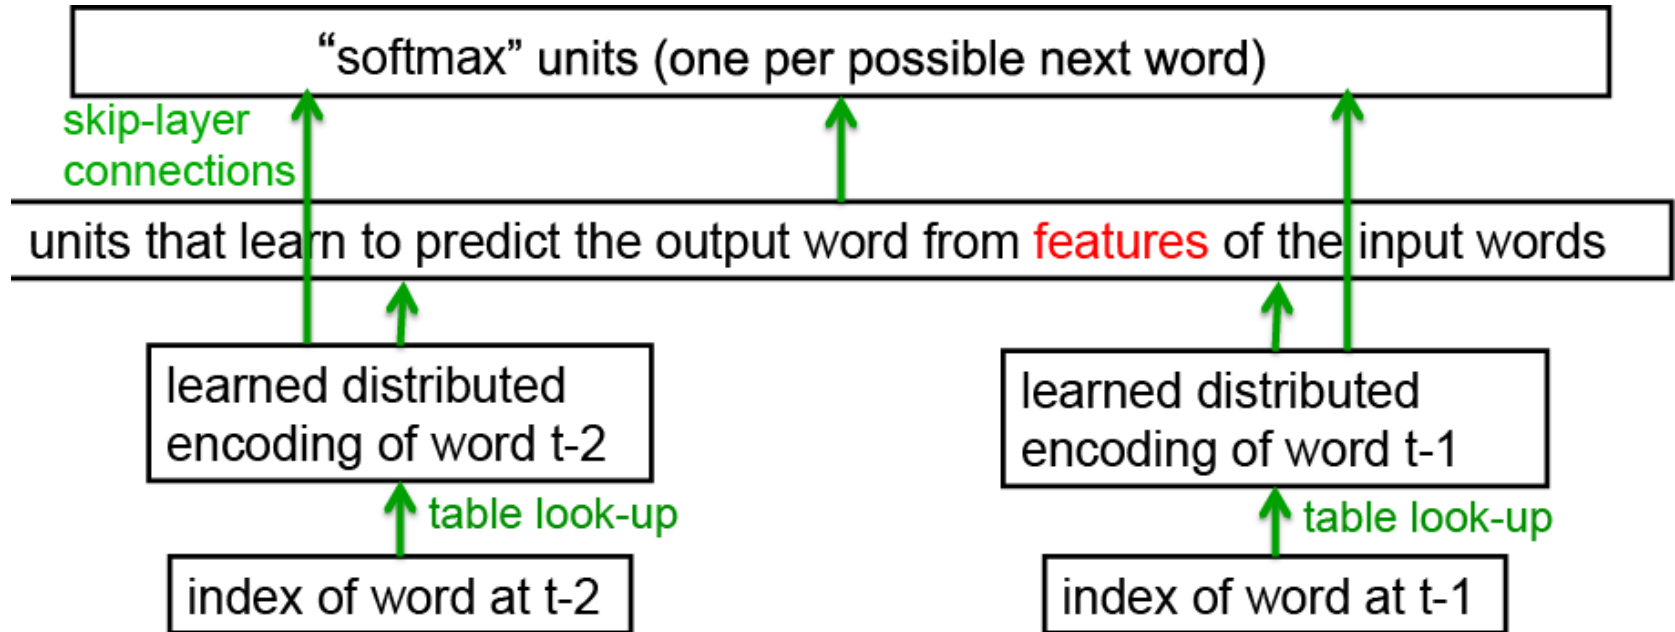 “softmax” units (one per possible next word)
skip-layer
connections
units that learn to predict the output word from features of the input words
learned distributed
encoding of word t-2
learned distributed
encoding of word t-1
table look-up
table look-up
index of word at t-2
index of word at t-1